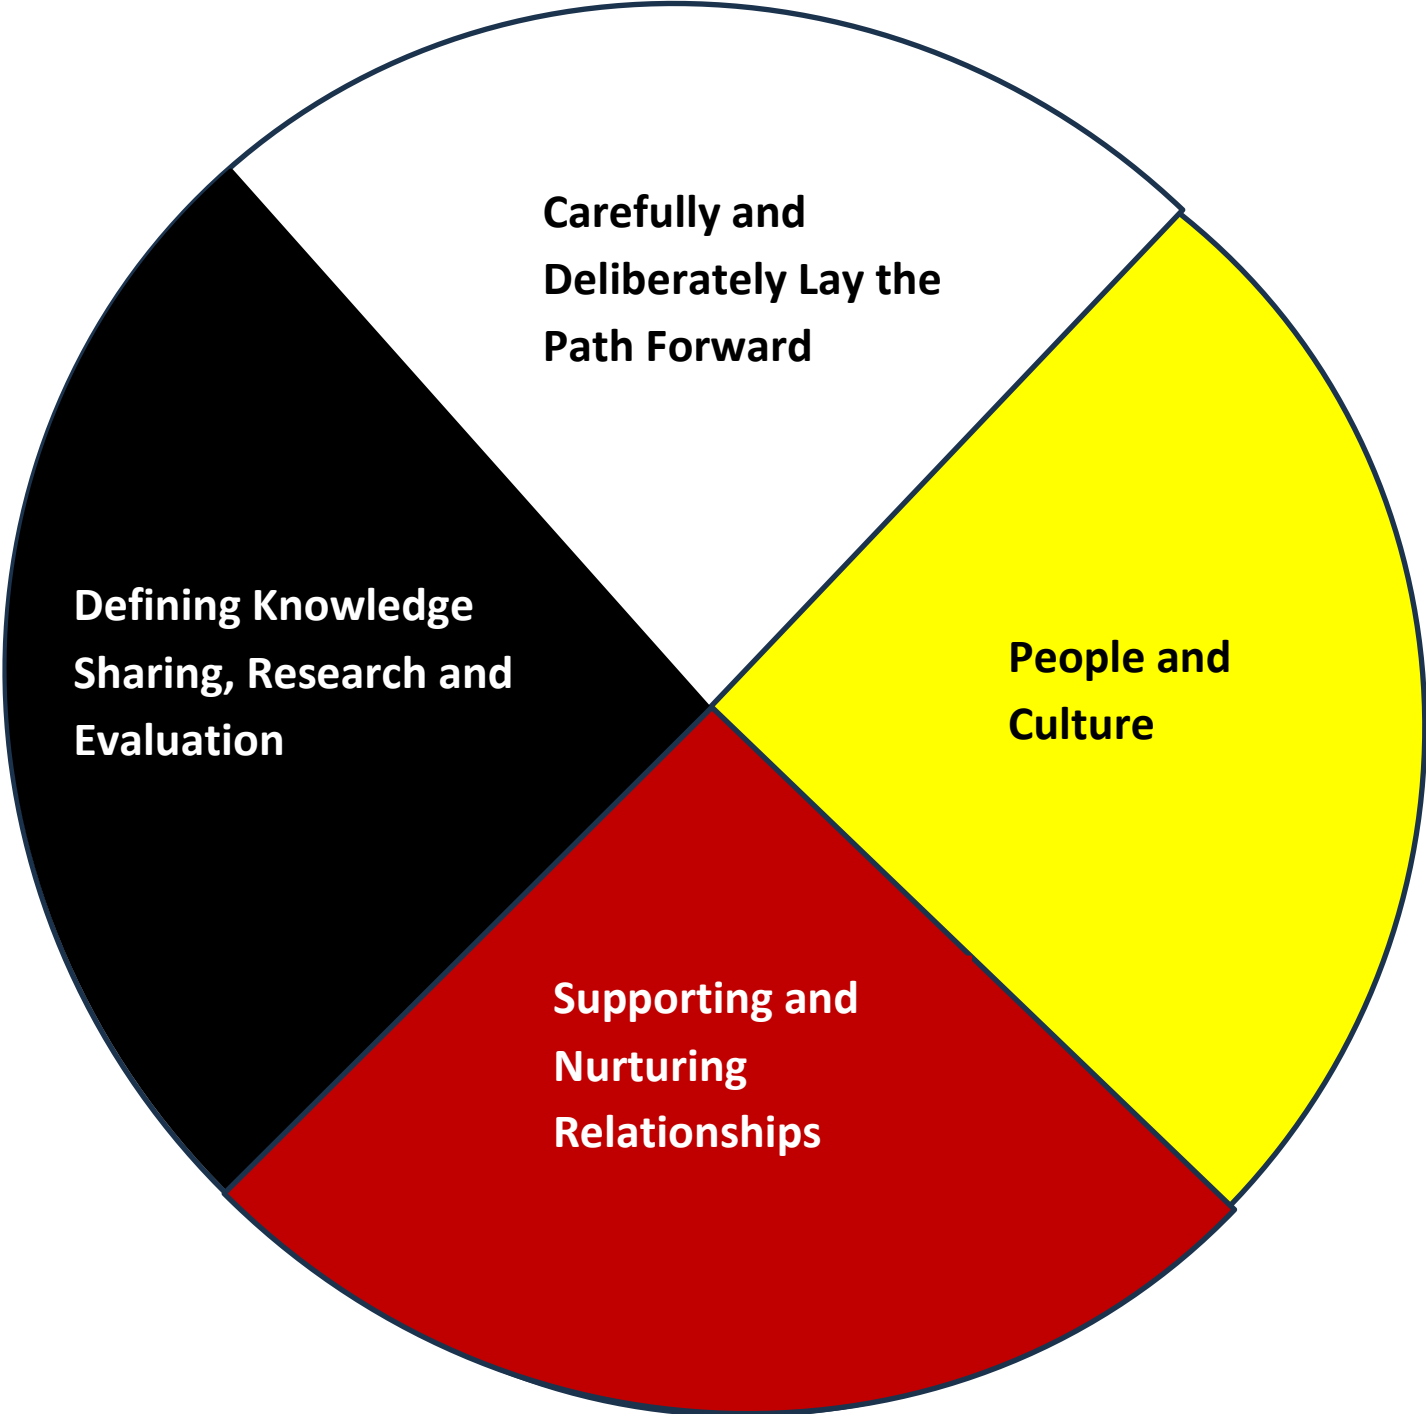 Carefully and
Deliberately Lay the
Path Forward
Defining Knowledge
Sharing, Research and
Evaluation
People and
Culture
Supporting and
Nurturing
Relationships